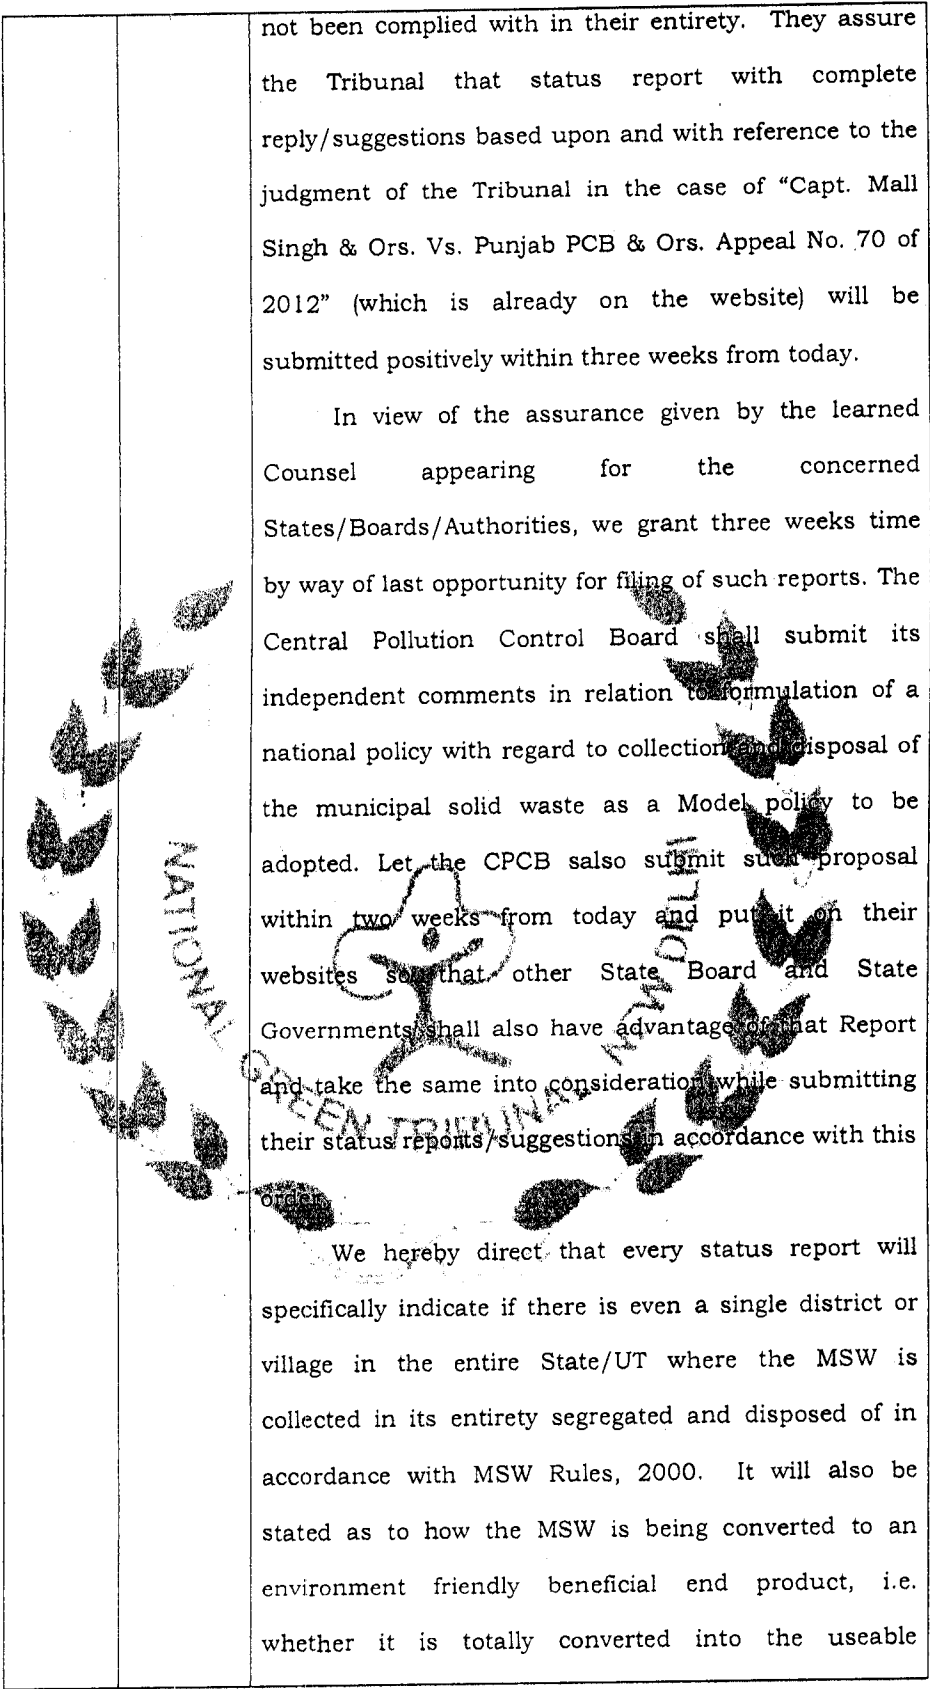 not been complied with in their entirety. They assure
the Tribunal that status report with complete
reply/suggestions based upon and with reference to the
judgment of the Tribunal in the case of “Capt. Mall
Singh & Ors. Vs. Punjab PCB & Ors. Appeal No. 70 of
2012” (which is already on the website) will be
submitted positively within three weeks from today.
In view of the assurance given by the learned
Counsel appearing for the concerned
States/Boards/Authorities, we grant three weeks time
by way of last opportunity for filing of such reports. The
Central Pollution Control Board shall submit its
independent comments in relation to formulation of a
national policy with regard to collection and disposal of
the municipal solid waste as a Model policy to be
adopted. Let the CPCB salso submit such proposal
within two weeks from today and put it on their
websites so that other State Board and State
Governments shall also have advantage of that Report
and take the same into consideration while submitting
their status reports/suggestions in accordance with this
order.
We hereby direct that every status report will
specifically indicate if there is even a single district or
village in the entire State/UT where the MSW is
collected in its entirety segregated and disposed of in
accordance with MSW Rules, 2000. It will also be
stated as to how the MSW is being converted to an
environment friendly beneficial end product, i.e.
whether it is totally converted into the useable
NATIONAL GREEN TRIBUNAL NEW DELHI